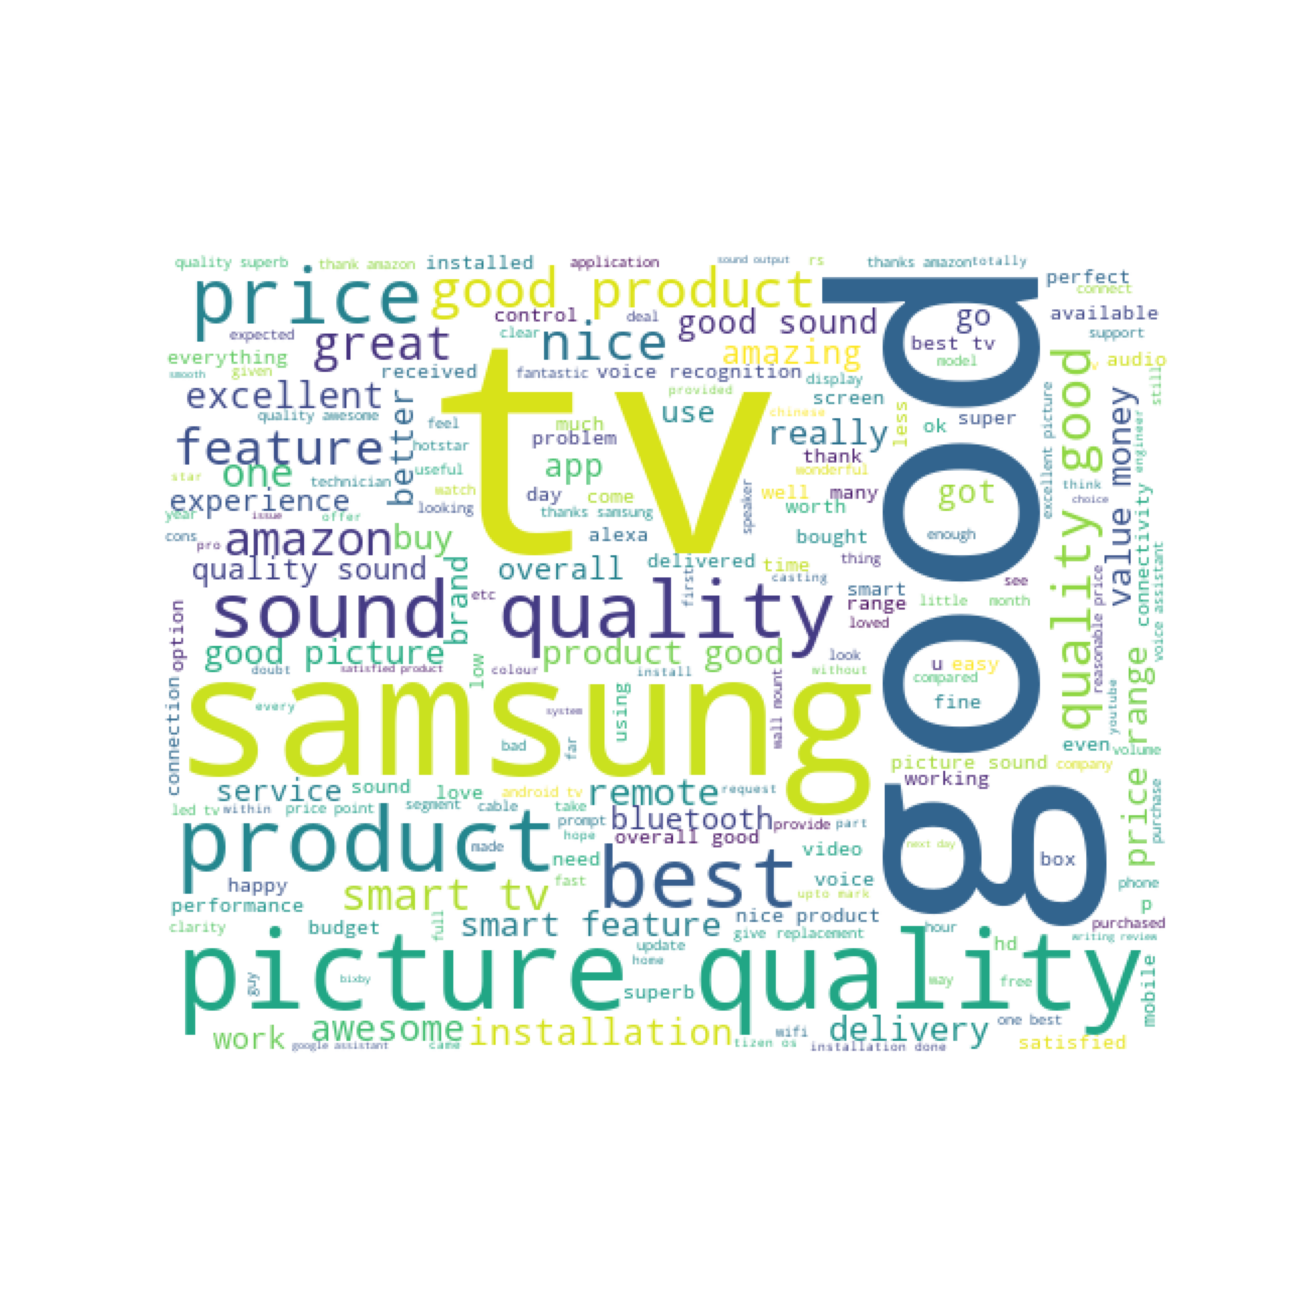 quality superb
thank amazon
installed
application
sound output
rs
thanks amazon
totally
perfect
connect
price
good product
control
deal
good sound
go
available
expected
great
clear
nice
amazing
best tv
support
everything
given
received
fantastic
voice recognition
display
model
v
audio
still
smooth
excellent
quality awesome
better
feel
tv
provided
use
chinese
screen
less
super
ok
excellent picture
value money
good
feature
hotstar
much
problem
really
thank
engineer
star
one
technician
useful
watch
app
wonderful
think
choice
experience
looking
day
come
thanks samsung
speaker
well
many
worth
got
year
issue
offer
cons
pro
amazon
buy
alexa
bought
enough
connectivity
quality sound
overall
delivered
time
thing
quality good
brand
etc
first
casting
smart
range
see
little
month
loved
reasonable price
voice assistant
option
sound quality
good picture
product good
look
u
easy
doubt
satisfied product
low
colour
install
without
compared
every
samsung
system
using
wall mount
fine
youtube
price range
connection
bad
far
even
volume
picture sound
company
working
service
sound
love
android tv
remote
request
purchase
led tv
within
price point
segment
cable
take
bluetooth
provide
part
product
prompt
hope
overall good
made
need
best
video
next day
box
good
happy
smart tv
fast
voice
upto mark
phone
performance
p
clarity
budget
full
smart feature
nice product
give replacement
hour
purchased
writing review
picture quality
update
home
hd
guy
bixby
superb
way
free
mobile
work
awesome
installation
wifi
delivery
one best
google assistant
came
tizen os
installation done
satisfied